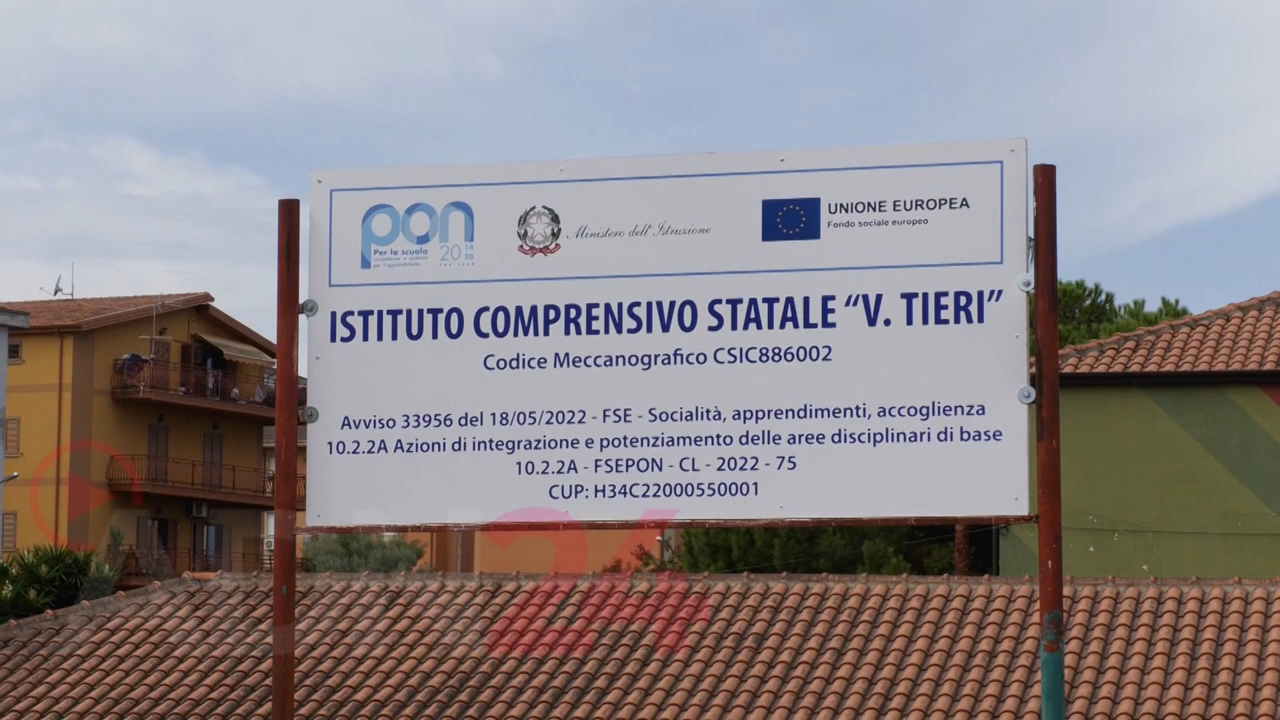 pon
Per la scuola
competenze e ambienti
per l'apprendimento
2014
20
FSE-FESR
Ministero dell'Istruzione
UNIONE EUROPEA
Fondo sociale europeo
ISTITUTO COMPRENSIVO STATALE “V. TIERI”
Codice Meccanografico CSIC886002
Avviso 33956 del 18/05/2022 - FSE - Socialità, apprendimenti, accoglienza
10.2.2A Azioni di integrazione e potenziamento delle aree disciplinari di base
10.2.2A - FSEPON - CL - 2022 - 75
CUP: H34C22000550001
24